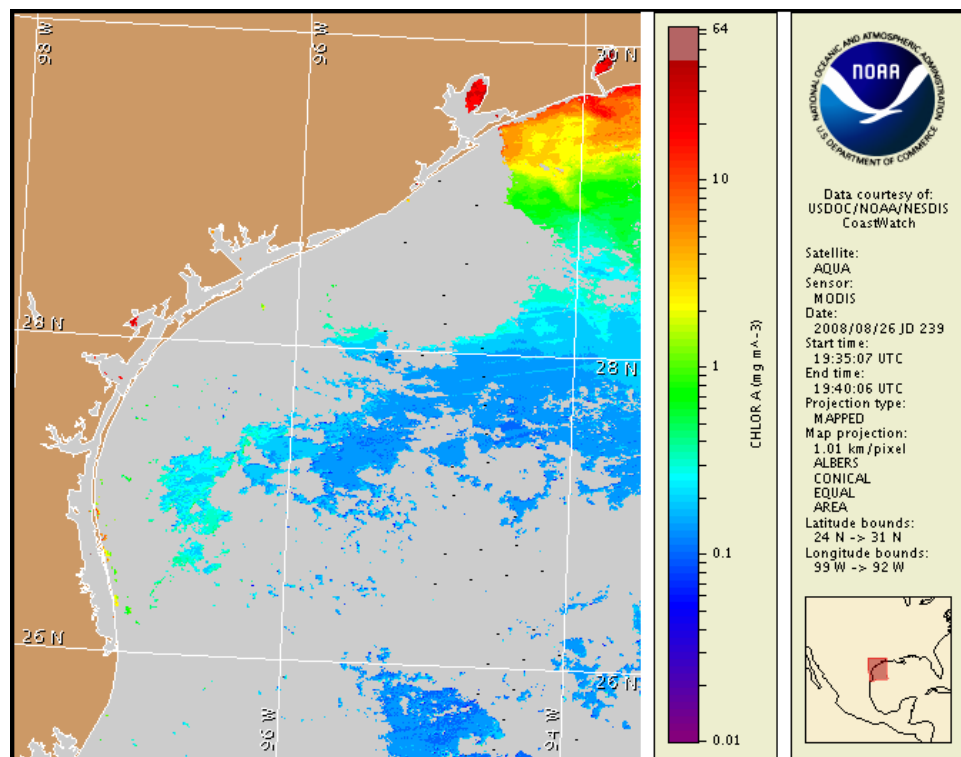 98 W
96 W
30 N
28 N
28 N
26 N
26 N
96 W
94 W
64
10
1
0.1
0.01
CHLOR A (mg m^-3)
NATIONAL OCEANIC AND ATMOSPHERIC ADMINISTRATION
NOAA
U.S. DEPARTMENT OF COMMERCE
Data courtesy of:
USDOC/NOAA/NESDIS
CoastWatch
Satellite:
AQUA
Sensor:
MODIS
Date:
2008/08/26 JD 239
Start time:
19:35:07 UTC
End time:
19:40:06 UTC
Projection type:
MAPPED
Map projection:
1.01 km/pixel
ALBERS
CONICAL
EQUAL
AREA
Latitude bounds:
24 N -> 31 N
Longitude bounds:
99 W -> 92 W